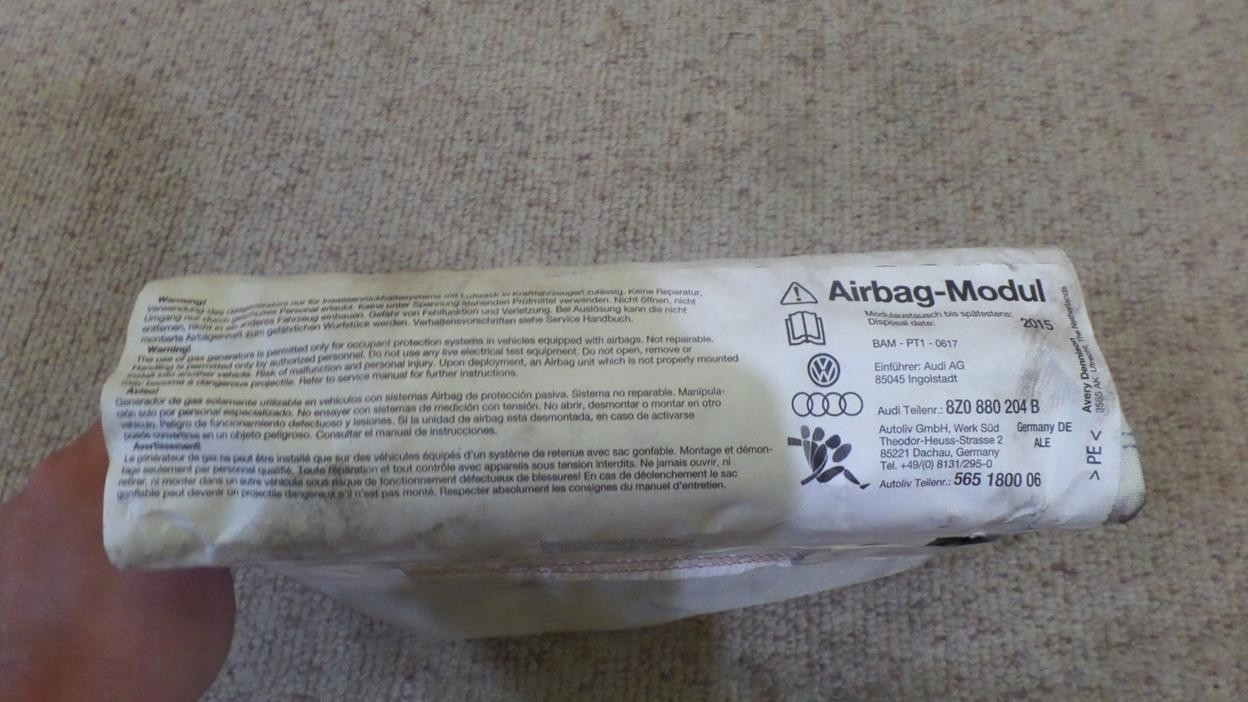 Warnung!
Verwendung des Gasgenerators nur für Insassenrückhaltesysteme mit Luftsack in Kraftfahrzeugen zulässig. Keine Reparatur,
Umgang nur durch geschultes Personal erlaubt. Keine unter Spannung stehenden Prüfmittel verwenden. Nicht öffnen, nicht
entfernen, nicht in ein anderes Fahrzeug einbauen. Gefahr von Fehlfunktion und Verletzung. Bei Auslösung kann die nicht
montierte Airbageinheit zum gefährlichen Wurfstück werden. Verhaltensvorschriften siehe Service Handbuch.
Warning!
The use of gas generators is permitted only for occupant protection systems in vehicles equipped with airbags. Not repairable.
Handling is permitted only by authorized personnel. Do not use any live electrical test equipment. Do not open, remove or
install into another vehicle. Risk of malfunction and personal injury. Upon deployment, an Airbag unit which is not properly mounted
may become a dangerous projectile. Refer to service manual for further instructions.
Aviso!
Generador de gas solamente utilizable en vehiculos con sistemas Airbag de protección pasiva. Sistema no reparable. Manipula-
ción solo por personal especializado. No ensayer con sistemas de medición con tensión. No abrir, desmontar o montar en otro
vehiculo. Peligro de funcionamiento defectuoso y lesiones. Si la unidad de airbag esta desmontada, en caso de activarse
puede convertirse en un objeto peligroso. Consultar el manual de instrucciones.
Avertissement!
Le générateur de gaz ne peut être installé que sur des véhicules équipés d'un système de retenue avec sac gonflable. Montage et démon-
tage seulement par personnel qualifié. Toute réparation et tout contrôle avec appareils sous tension interdits. Ne jamais ouvrir, ni
retirer, ni monter dans un autre véhicule sous risque de fonctionnement défectueux de blessures! En cas de déclenchement le sac
gonflable peut devenir un projectile dangereux s'il n'est pas monté. Respecter absolument les consignes du manuel d'entretien.
Airbag-Modul
Modulaustausch bis spätestens:
Disposal date: 2015
BAM - PT1 - 0617
Einführer: Audi AG
85045 Ingolstadt
Audi Teilenr.: 8Z0 880 204 B
Autoliv GmbH, Werk Süd Germany DE
Theodor-Heuss-Strasse 2 ALE
85221 Dachau, Germany
Tel. +49/(0) 8131/295-0
Autoliv Teilenr.: 565 1800 06
Avery Dennison The Netherlands
3565 AK Utrecht
> PE <